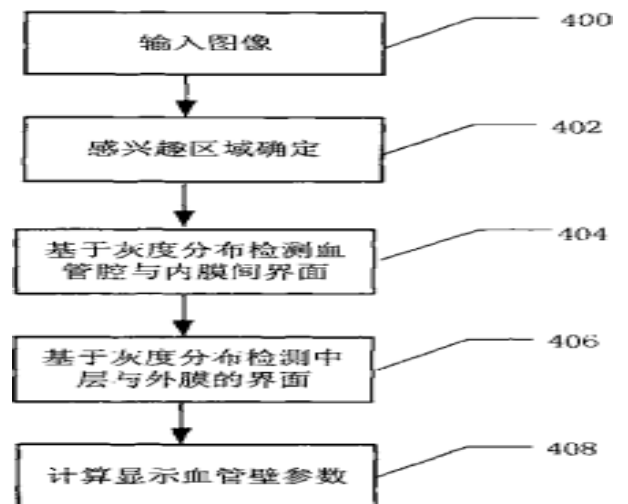 输入图像
400
感兴趣区域确定
402
基于灰度分布检测血
管腔与内膜间界面
404
基于灰度分布检测中
层与外膜的界面
406
计算显示血管壁参数
408